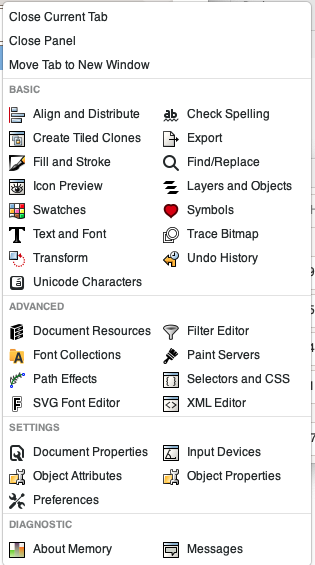 Close Current Tab
Close Panel
Move Tab to New Window
BASIC
Align and Distribute
Check Spelling
Create Tiled Clones
Export
Fill and Stroke
Find/Replace
Icon Preview
Layers and Objects
Swatches
Symbols
Text and Font
Trace Bitmap
Transform
Undo History
Unicode Characters
ADVANCED
Document Resources
Filter Editor
Font Collections
Paint Servers
Path Effects
Selectors and CSS
SVG Font Editor
XML Editor
SETTINGS
Document Properties
Input Devices
Object Attributes
Object Properties
Preferences
DIAGNOSTIC
About Memory
Messages